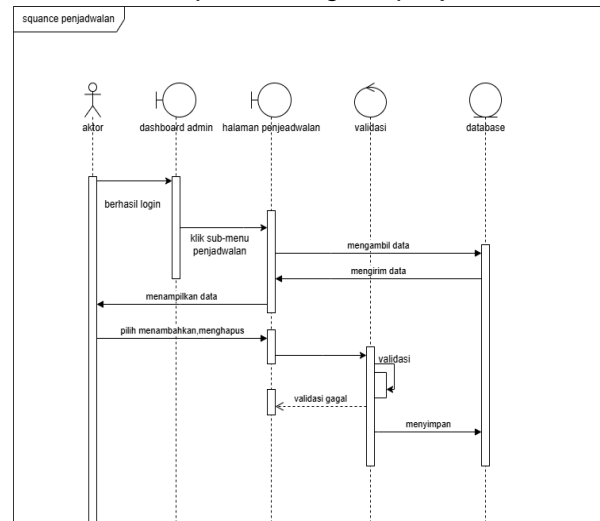 squance penjadwalan
aktor
dashboard admin
halaman penjeadwalan
validasi
database
berhasil login
klik sub-menu
penjadwalan
mengambil data
mengirim data
menampilkan data
pilih menambahkan,menghapus
validasi
validasi gagal
menyimpan